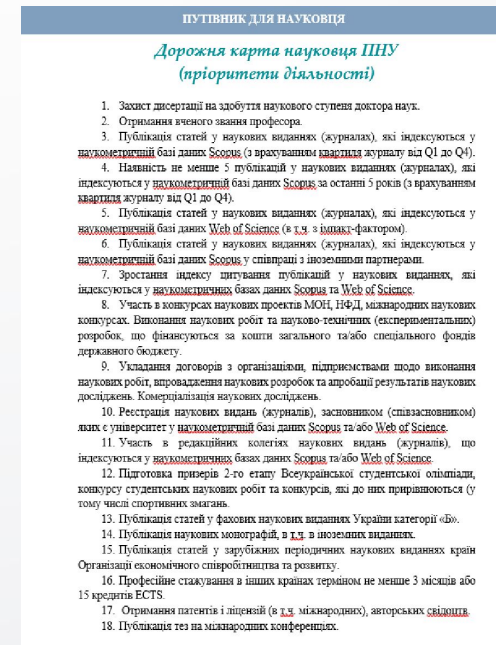 ПУТІВНИК ДЛЯ НАУКОВЦЯ
Дорожня карта науковця ПНУ
(пріоритети діяльності)
1. Захист дисертації на здобуття наукового ступеня доктора наук.
2. Отримання вченого звання професора.
3. Публікація статей у наукових виданнях (журналах), які індексуються у
наукометричній базі даних Scopus (з врахуванням квартиля журналу від Q1 до Q4).
4. Наявність не менше 5 публікацій у наукових виданнях (журналах), які
індексуються у наукометричній базі даних Scopus за останні 5 років (з врахуванням
квартиля журналу від Q1 до Q4).
5. Публікація статей у наукових виданнях (журналах), які індексуються у
наукометричній базі даних Web of Science (в т.ч. з імпакт-фактором).
6. Публікація статей у наукових виданнях (журналах), які індексуються у
наукометричній базі даних Scopus у співпраці з іноземними партнерами.
7. Зростання індексу цитування публікацій у наукових виданнях, які
індексуються у наукометричних базах даних Scopus та Web of Science.
8. Участь в конкурсах наукових проектів МОН, НФД, міжнародних наукових
конкурсах. Виконання наукових робіт та науково-технічних (експериментальних)
розробок, що фінансуються за кошти загального та/або спеціального фондів
державного бюджету.
9. Укладання договорів з організаціями, підприємствами щодо виконання
наукових робіт, впровадження наукових розробок та апробації результатів наукових
досліджень. Комерціалізація наукових досліджень.
10. Реєстрація наукових видань (журналів), засновником (співзасновником)
яких є університет у наукометричній базі даних Scopus та/або Web of Science.
11. Участь в редакційних колегіях наукових видань (журналів), що
індексуються у наукометричних базах даних Scopus та/або Web of Science.
12. Підготовка призерів 2-го етапу Всеукраїнської студентської олімпіади,
конкурсу студентських наукових робіт та конкурсів, які до них прирівнюються (у
тому числі спортивних змагань.
13. Публікація статей у фахових наукових виданнях України категорії «Б».
14. Публікація наукових монографій, в т.ч. в іноземних виданнях.
15. Публікація статей у зарубіжних періодичних наукових виданнях країн
Організації економічного співробітництва та розвитку.
16. Професійне стажування в інших країнах терміном не менше 3 місяців або
15 кредитів ECTS.
17. Отримання патентів і ліцензій (в т.ч. міжнародних), авторських свідоцтв.
18. Публікація тез на міжнародних конференціях.